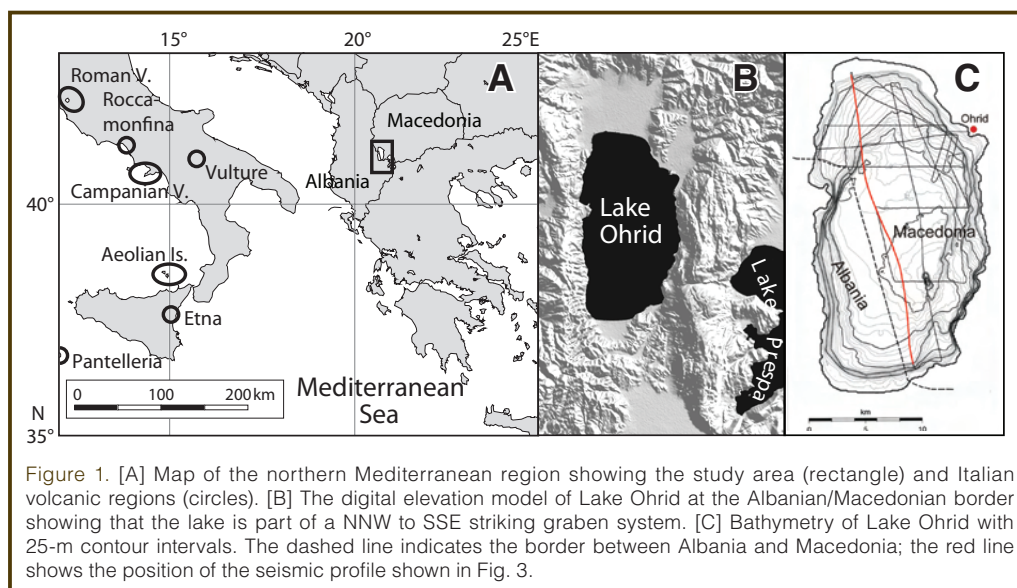 15°
20°
25°E
A
Roman V.
Rocca-
monfina
Macedonia
Vulture
Albania
Campanian V.
40°
Aeolian Is.
Etna
Pantelleria
0 100 200 km
Mediterranean
Sea
N
35°
B
Lake
Ohrid
Lake
Prespa
C
Ohrid
Macedonia
Albania
km
0 5 10
Figure 1. [A] Map of the northern Mediterranean region showing the study area (rectangle) and Italian
volcanic regions (circles). [B] The digital elevation model of Lake Ohrid at the Albanian/Macedonian border
showing that the lake is part of a NNW to SSE striking graben system. [C] Bathymetry of Lake Ohrid with
25-m contour intervals. The dashed line indicates the border between Albania and Macedonia; the red line
shows the position of the seismic profile shown in Fig. 3.